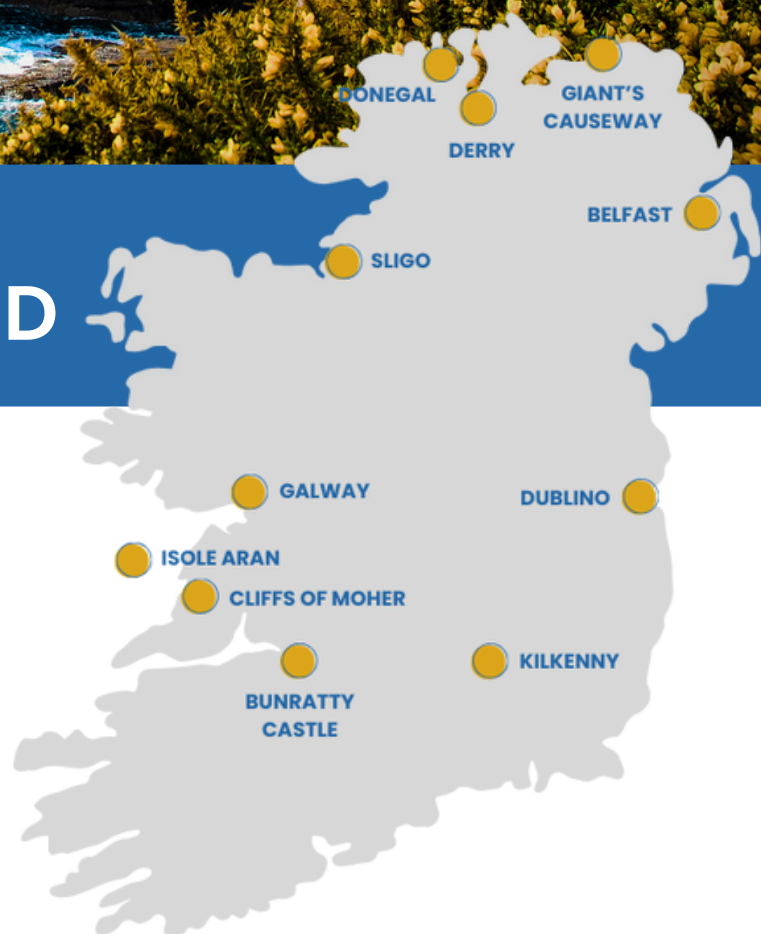 DONEGAL
GIANT'S
CAUSEWAY
DERRY
BELFAST
SLIGO
D
GALWAY
DUBLINO
ISOLE ARAN
CLIFFS OF MOHER
KILKENNY
BUNRATTY
CASTLE